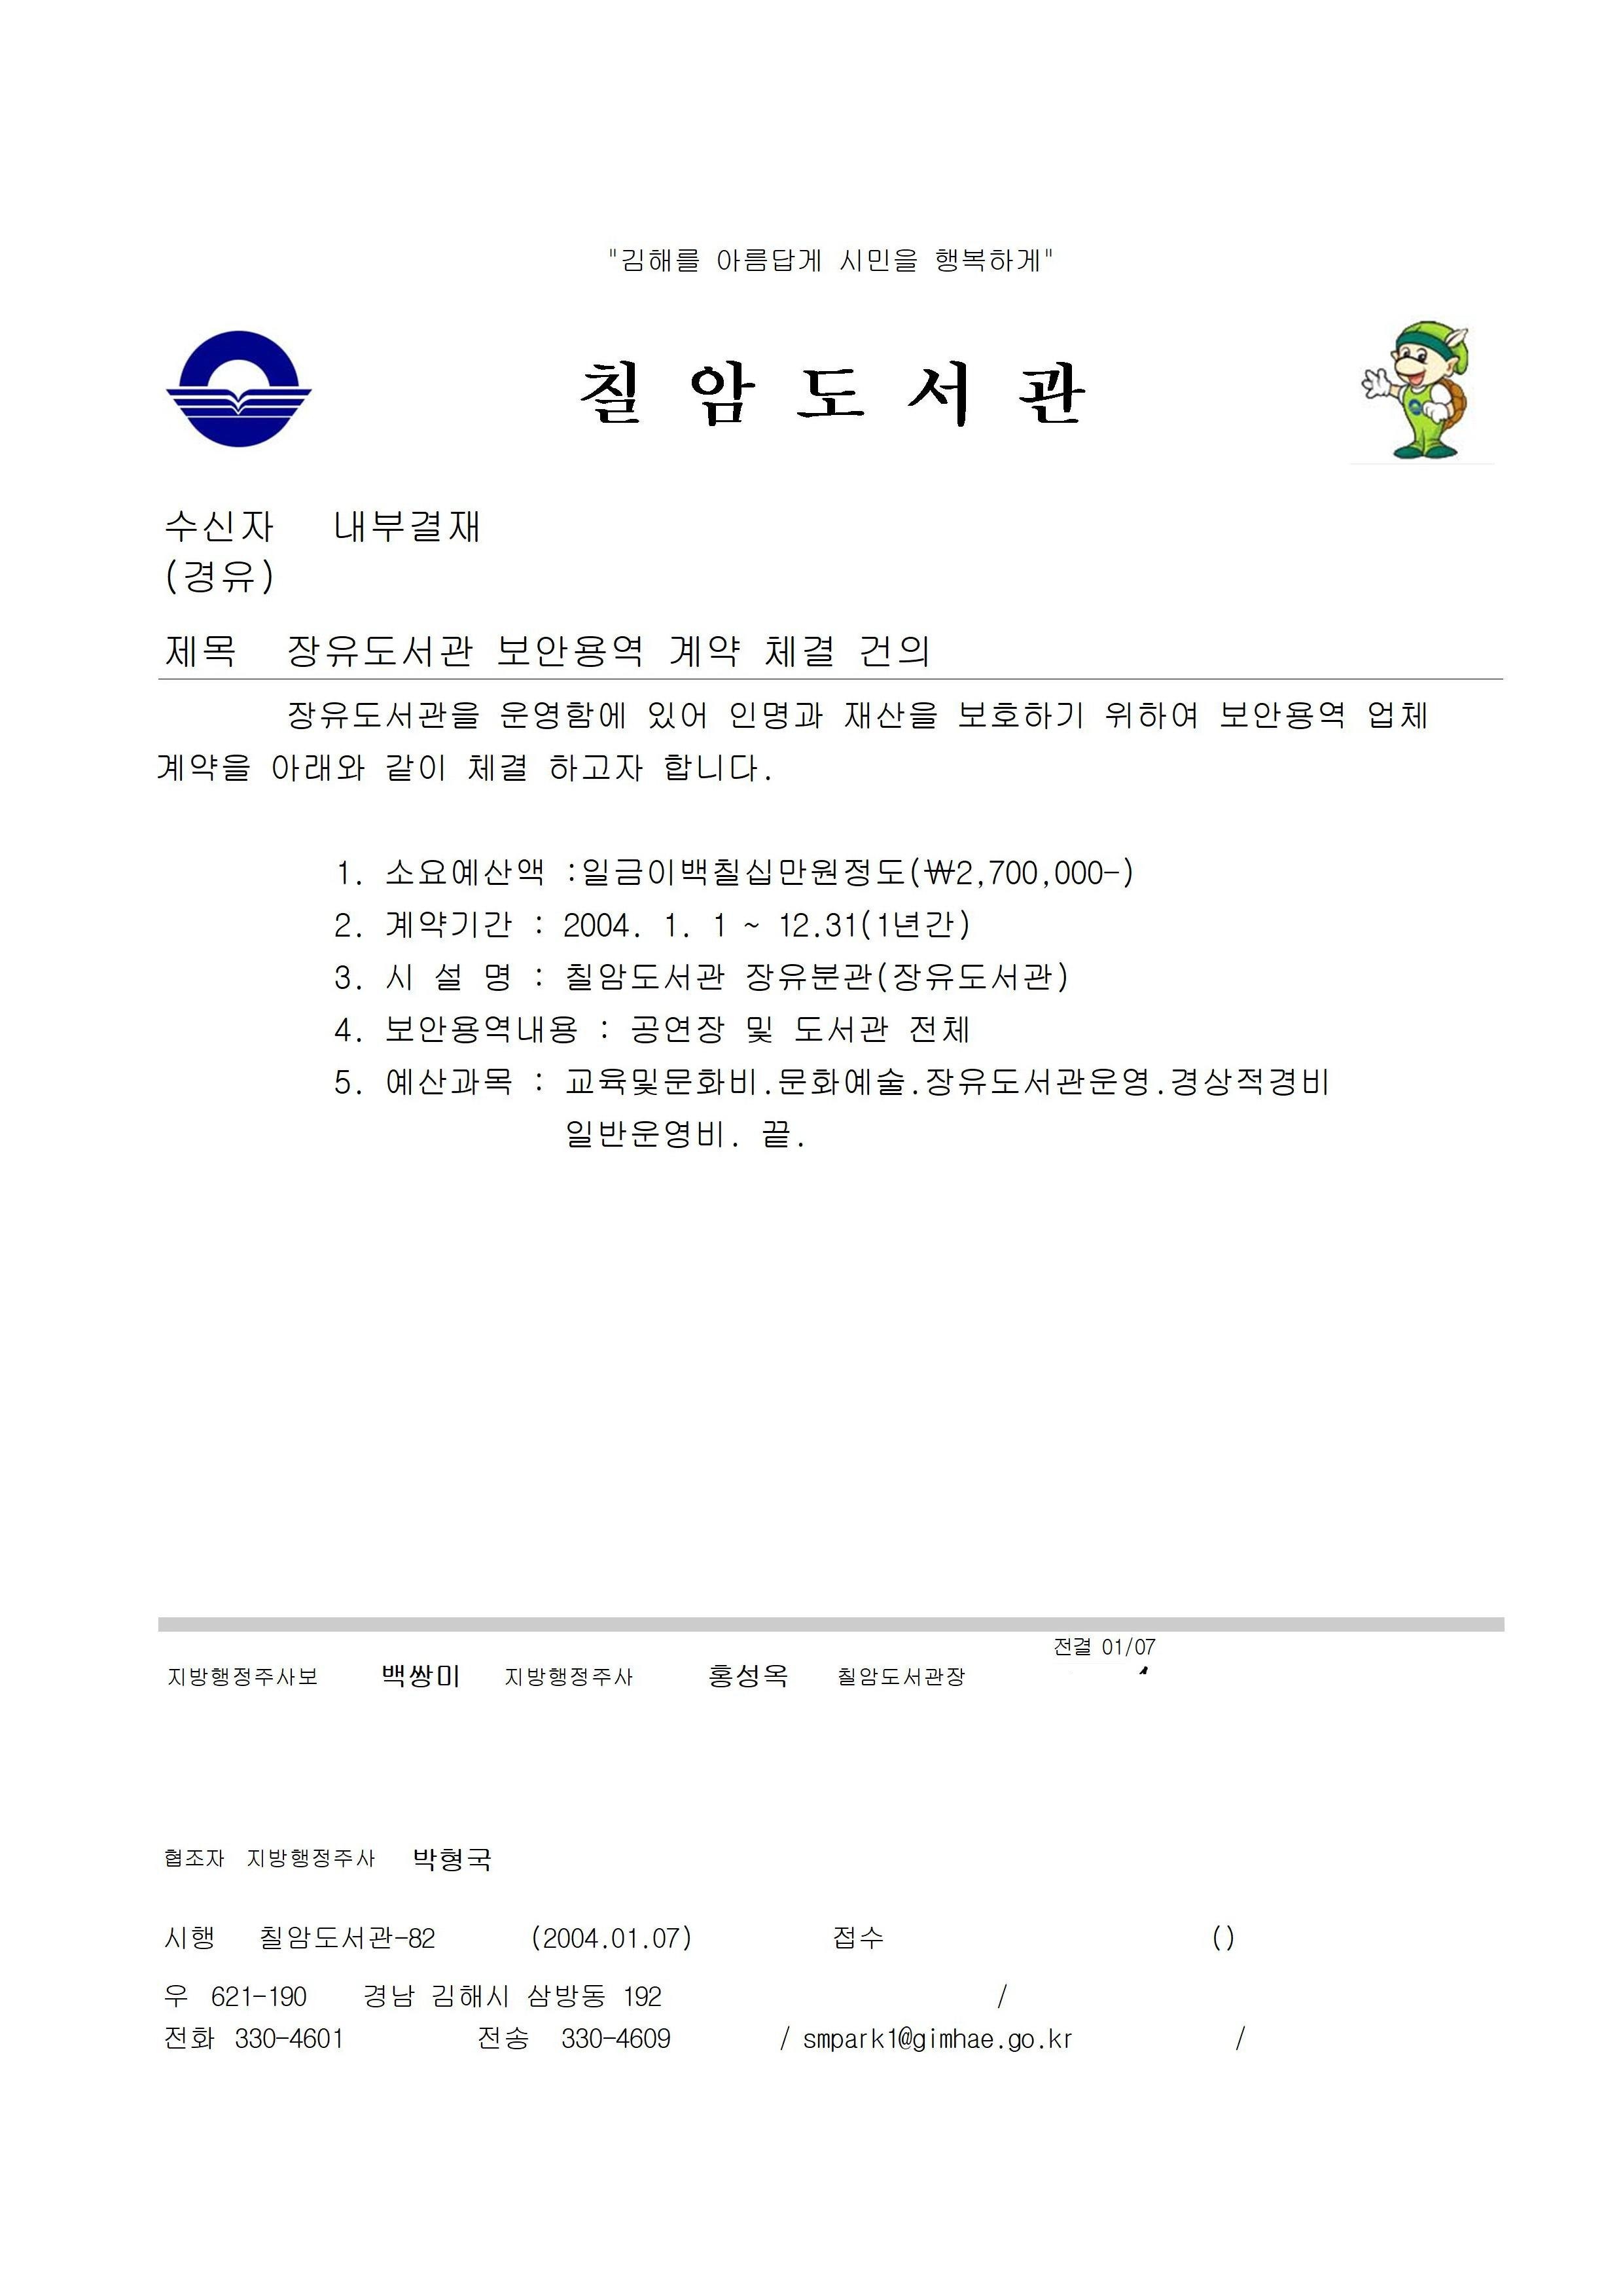 "김해를 아름답게 시민을 행복하게"
칠 암 도 서 관
수신자 내부결재
(경유)
제목 장유도서관 보안용역 계약 체결 건의
장유도서관을 운영함에 있어 인명과 재산을 보호하기 위하여 보안용역 업체
계약을 아래와 같이 체결 하고자 합니다.
1. 소요예산액 :일금이백칠십만원정도(₩2,700,000-)
2. 계약기간 : 2004. 1. 1 ~ 12.31(1년간)
3. 시 설 명 : 칠암도서관 장유분관(장유도서관)
4. 보안용역내용 : 공연장 및 도서관 전체
5. 예산과목 : 교육및문화비.문화예술.장유도서관운영.경상적경비
일반운영비. 끝.
전결 01/07
지방행정주사보 백쌍미 지방행정주사 홍성옥 칠암도서관장
협조자 지방행정주사 박형국
시행 칠암도서관-82 (2004.01.07) 접수 ()
우 621-190 경남 김해시 삼방동 192 /
전화 330-4601 전송 330-4609 / smpark1@gimhae.go.kr /